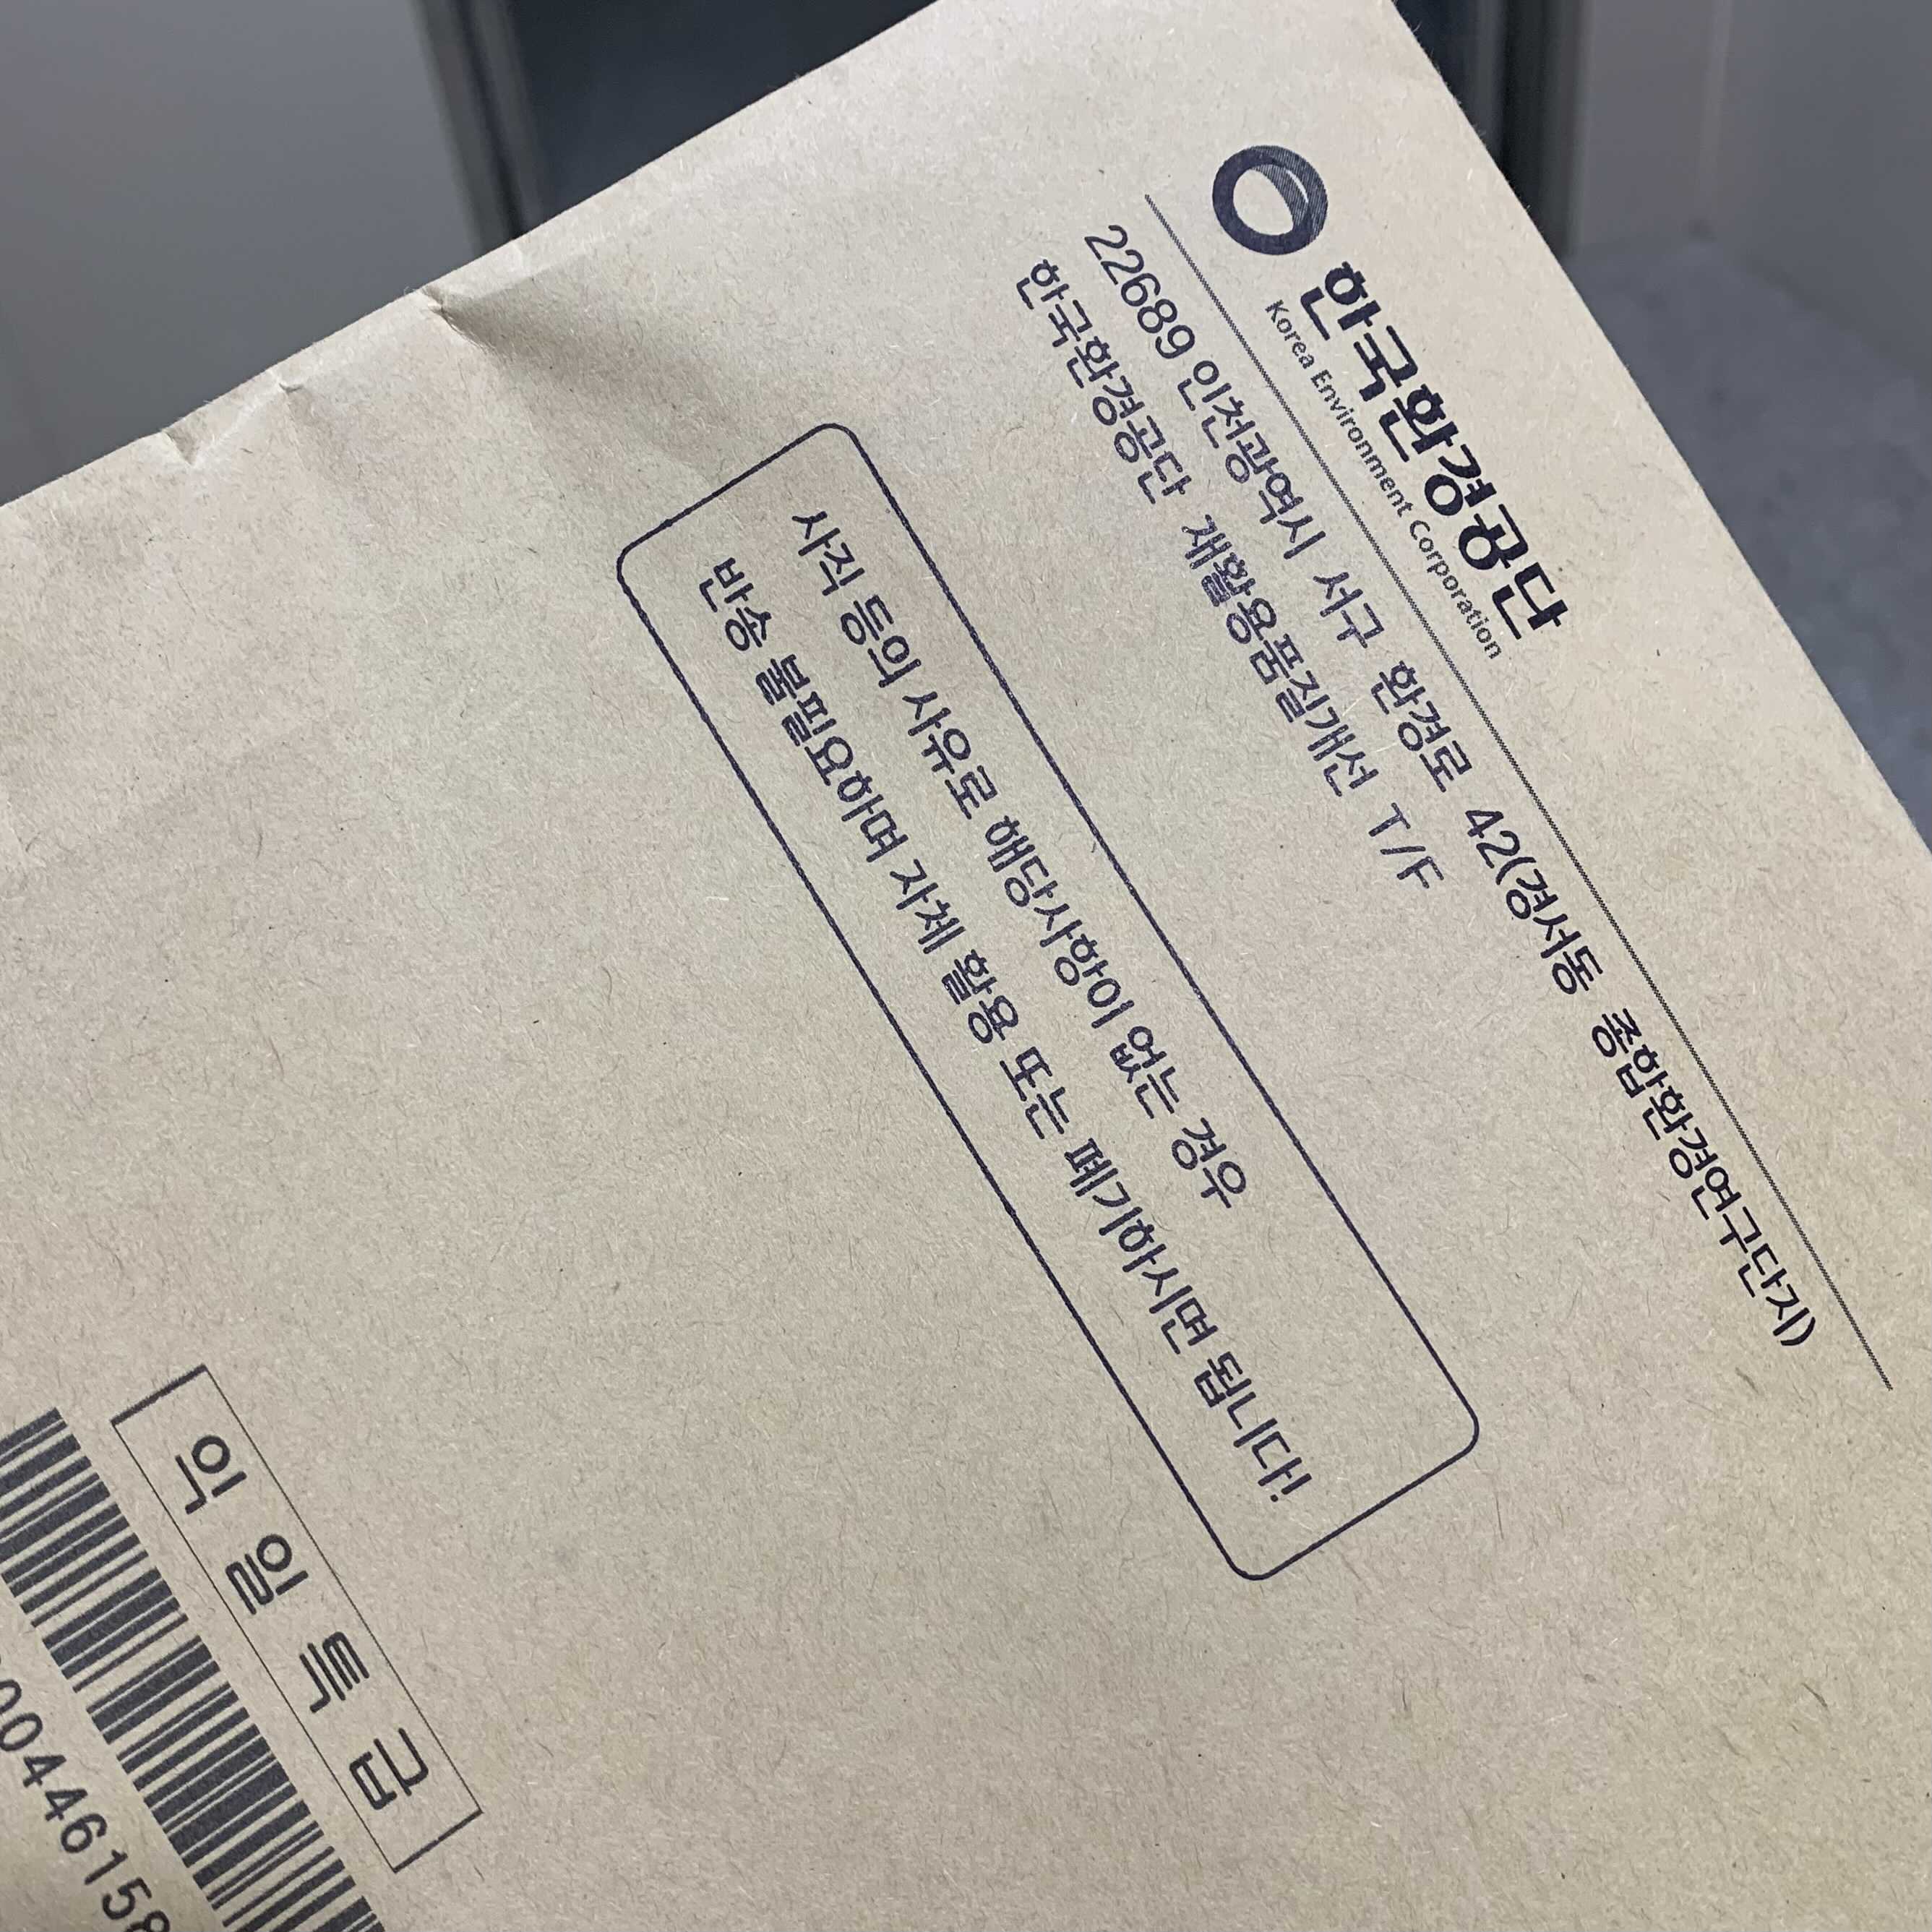 한국환경공단
Korea Environment Corporation
22689 인천광역시 서구 환경로 42(경서동 종합환경연구단지)
한국환경공단 재활용품질개선 T/F
사직 등의 사유로 해당사항이 없는 경우
반송 불필요하며 자체 활용 또는 폐기하시면 됩니다!
익일특급
0446158